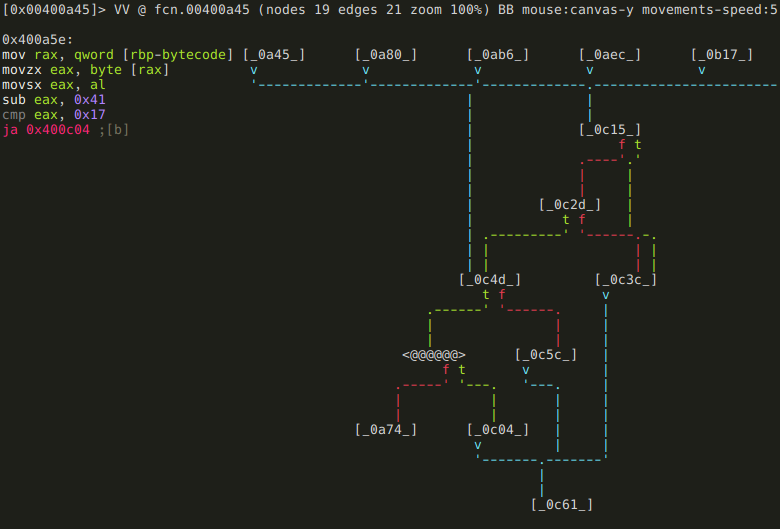 [0x00400a45]> VV @ fcn.00400a45 (nodes 19 edges 21 zoom 100%) BB mouse:canvas-y movements-speed:5
0x400a5e:
mov rax, qword [rbp-bytecode] [_0a45_] [_0a80_] [_0ab6_] [_0aec_] [_0b17_]
movzx eax, byte [rax] v v v v v
movsx eax, al
sub eax, 0x41
cmp eax, 0x17
ja 0x400c04 ;[b] [_0c15_]
f t
[_0c2d_]
t f
[_0c4d_] [_0c3c_]
t f v
<@@@@@@> [_0c5c_]
f t v
[_0a74_] [_0c04_]
v
[_0c61_]